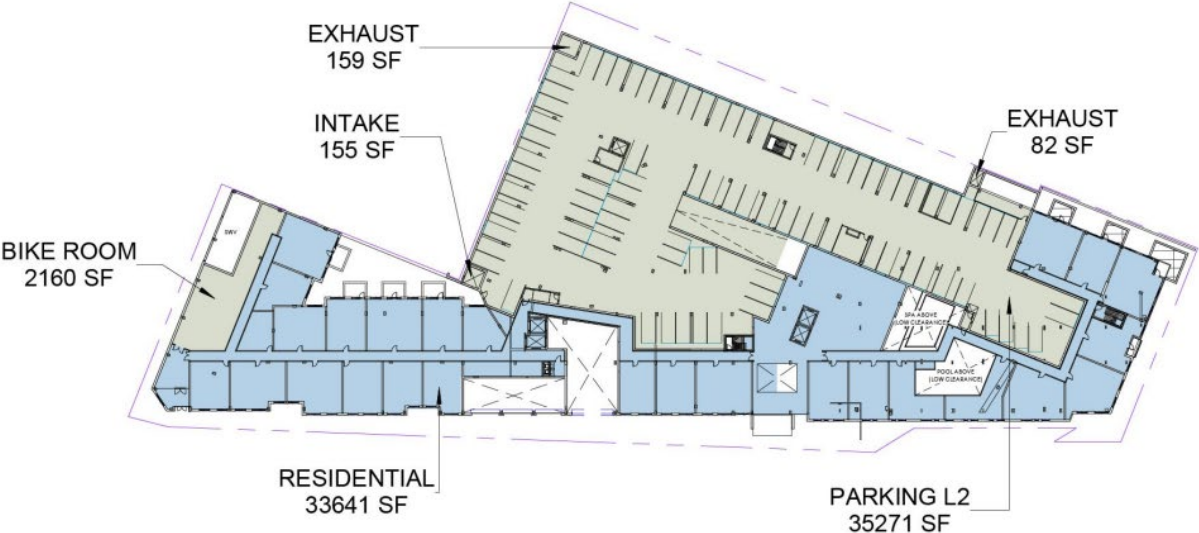 EXHAUST
159 SF
INTAKE
155 SF
EXHAUST
82 SF
BIKE ROOM
2160 SF
SPA ABOVE
(LOW CLEARANCE)
POOL ABOVE
(LOW CLEARANCE)
RESIDENTIAL
33641 SF
PARKING L2
35271 SF